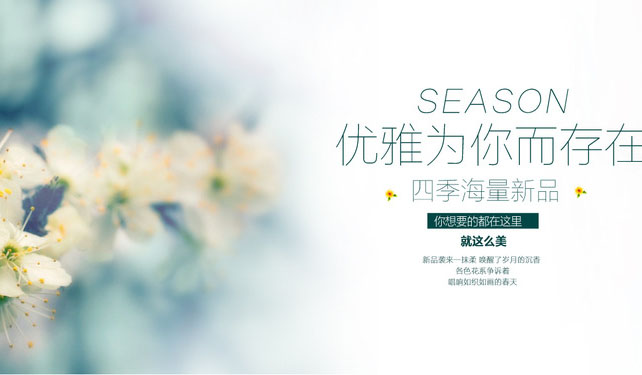 SEASON
优雅为你而存在
四季海量新品
你想要的都在这里
就这么美
新品袭来一抹柔 唤醒了岁月的沉香
各色花系争诉着
唱响如织如画的春天